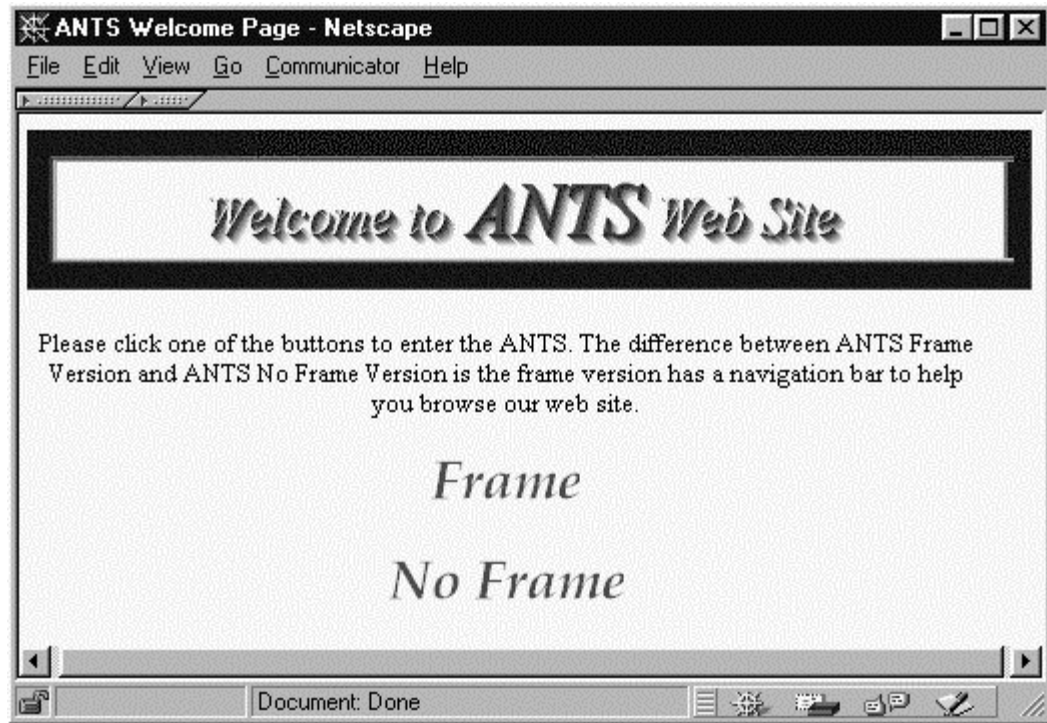 ANTS Welcome Page - Netscape
File Edit View Go Communicator Help
Welcome to ANTS Web Site
Please click one of the buttons to enter the ANTS. The difference between ANTS Frame
Version and ANTS No Frame Version is the frame version has a navigation bar to help
you browse our web site.
Frame
No Frame
Document: Done